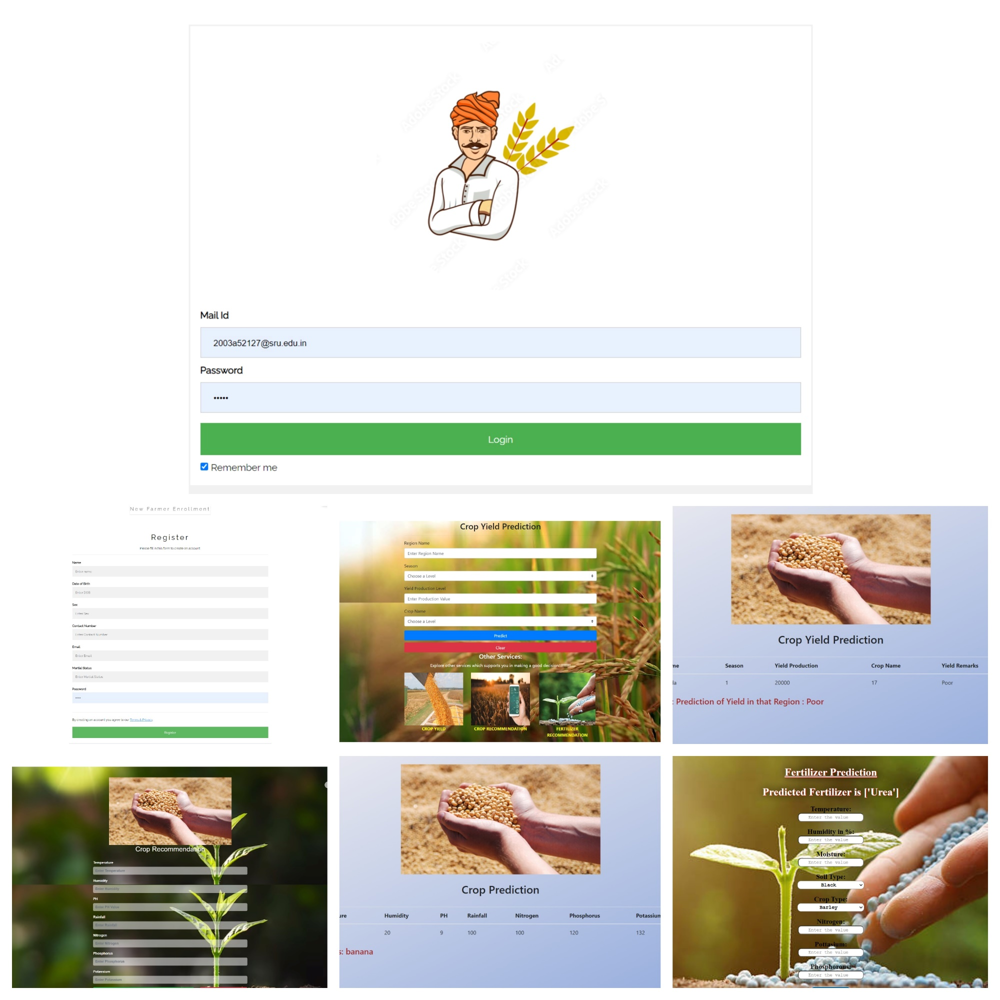 Adobe Stock
Mail Id
2003a52127@sru.edu.in
Password
•••••
Login
Remember me
New Farmer Enrollment
Register
Please fill in this form to create an account
Name
Enter name
Date of Birth
Enter DOB
Sex
Enter Sex
Contact Number
Enter Contact Number
Email
Enter Email
Martial Status
Enter Martial Status
Password
•••••
By creating an account you agree to our Terms & Privacy.
Register
Crop Yield Prediction
Region Name
Enter Region Name
Season
Choose a Level
Yield Production Level
Enter Production Value
Crop Name
Choose a Level
Predict
Clear
Other Services:
Explore other services which supports you in making a good decision!!!!!!!!!!
CROP YIELD
CROP RECOMMENDATION
FERTILIZER
RECOMMENDATION
Crop Yield Prediction
me Season Yield Production Crop Name Yield Remarks
la 1 20000 17 Poor
: Prediction of Yield in that Region : Poor
Crop Recommendation
Temperature
Enter Temperature
Humidity
Enter Humidity
PH
Enter PH Value
Rainfall
Enter Rainfall
Nitrogen
Enter Nitrogen
Phosphorus
Enter Phosphorus
Potassium
Enter Potassium
Crop Prediction
ure Humidity PH Rainfall Nitrogen Phosphorus Potassium
20 9 100 100 120 132
s: banana
Fertilizer Prediction
Predicted Fertilizer is ['Urea']
Temperature:
Enter the value
Humidity in %:
Enter the value
Moisture:
Enter the value
Soil Type:
Black
Crop Type:
Barley
Nitrogen:
Enter the value
Pottasium:
Enter the value
Phosphorous:
Enter the value